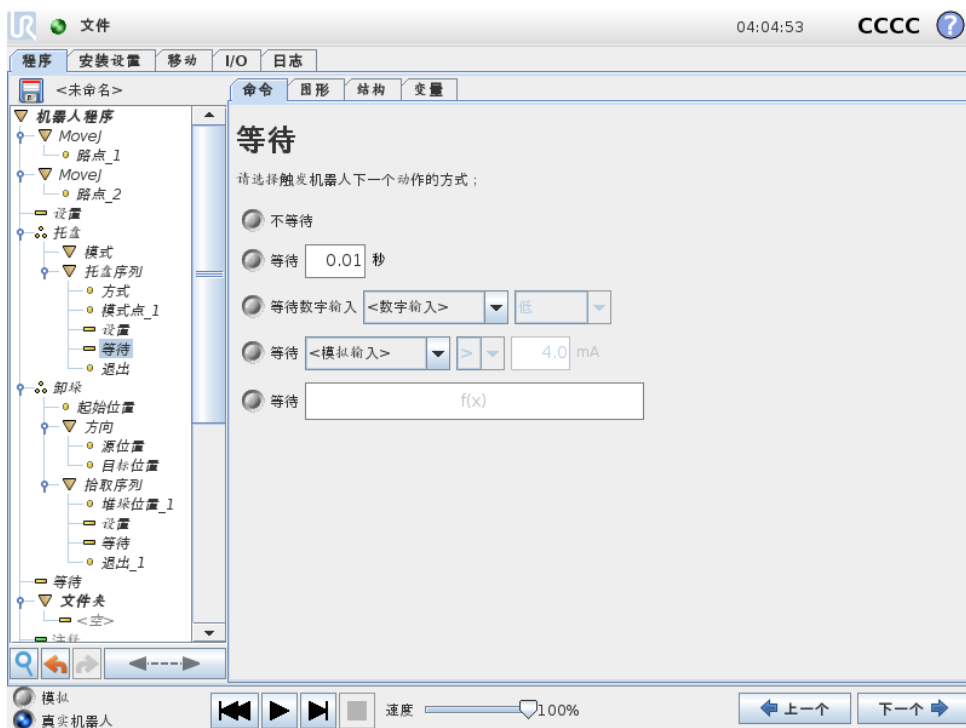 UR 文件 04:04:53 CCCC ?
程序 安装设置 移动 I/O 日志
<未命名>
命令 图形 结构 变量
机器人程序
MoveJ
路点_1
MoveJ
路点_2
设置
托盘
模式
托盘序列
方式
模式点_1
设置
等待
退出
卸垛
起始位置
方向
源位置
目标位置
拾取序列
堆垛位置_1
设置
等待
退出_1
等待
文件夹
<空>
注释
等待
请选择触发机器人下一个动作的方式；
不等待
等待 0.01 秒
等待数字输入 <数字输入> 低
等待 <模拟输入> > 4.0 mA
等待 f(x)
模拟
真实机器人
速度 100%
上一个 下一个